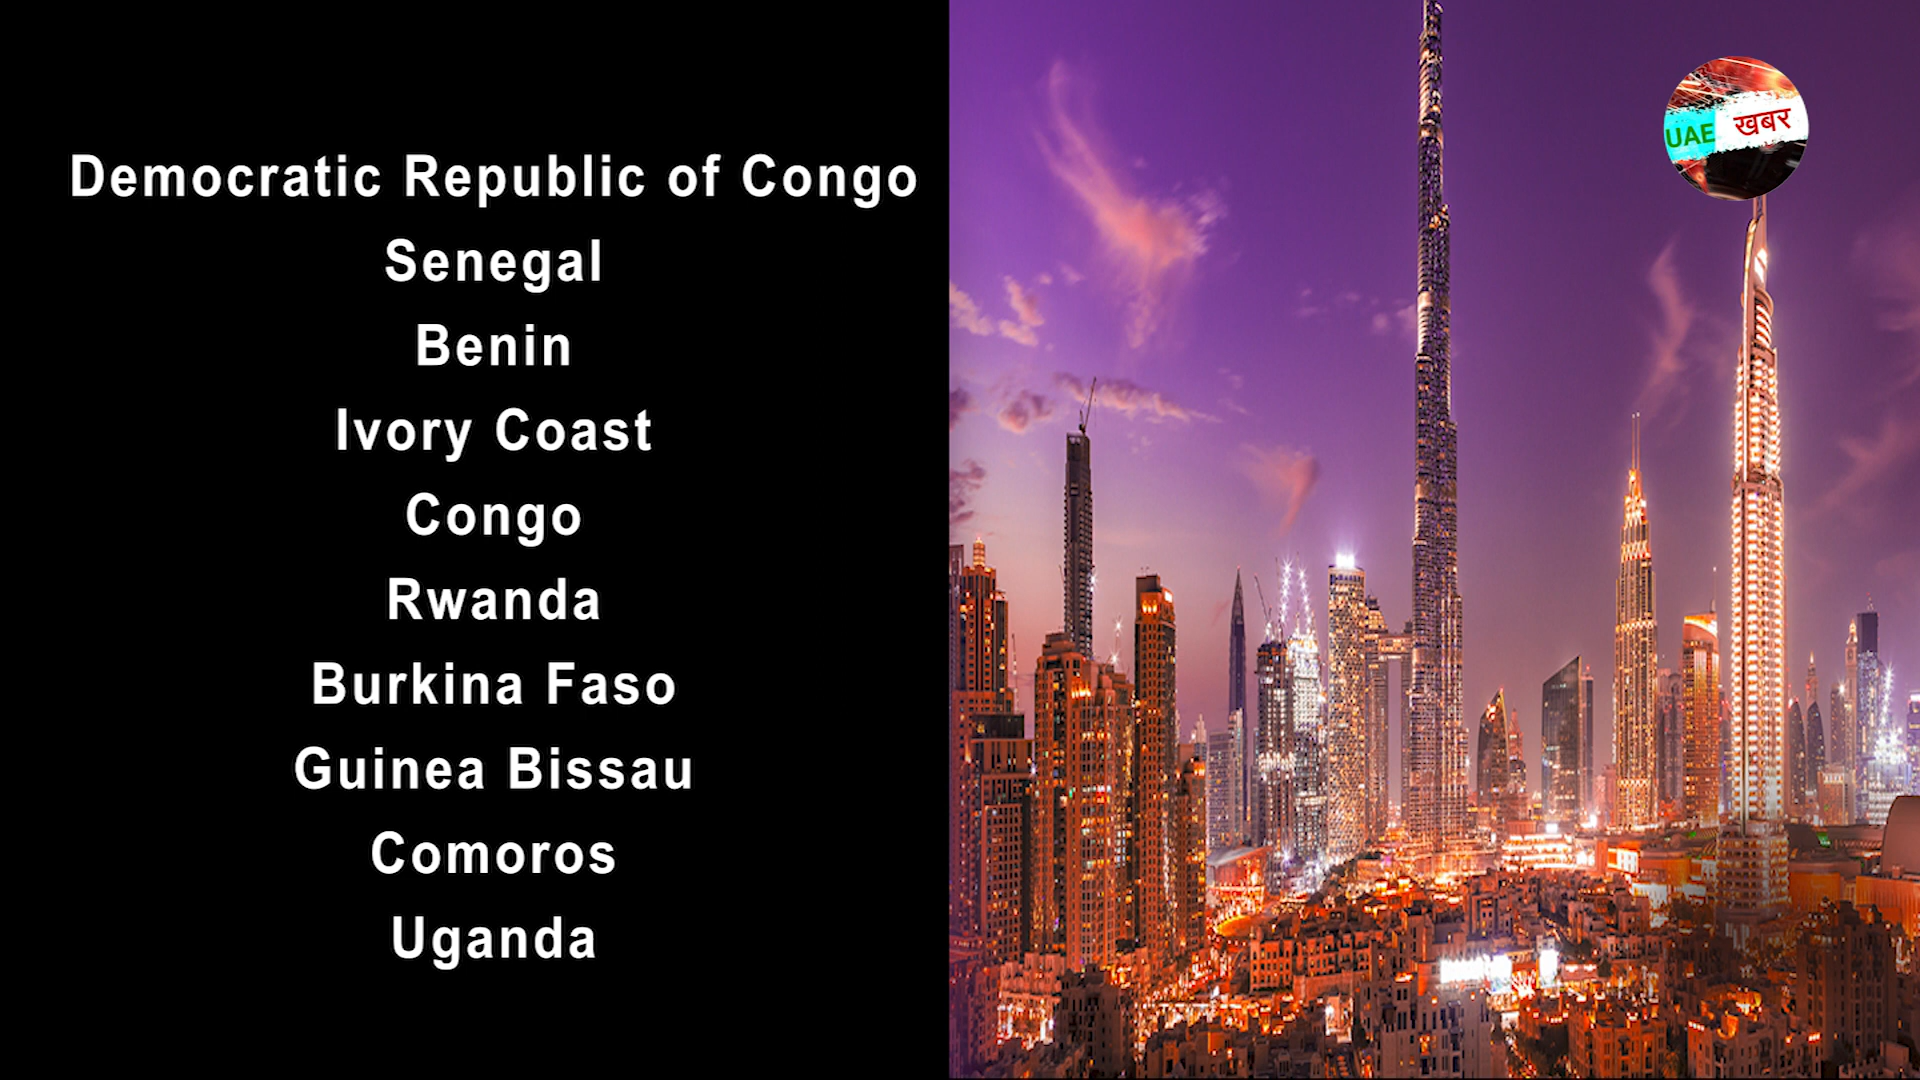 Democratic Republic of Congo
Senegal
Benin
Ivory Coast
Congo
Rwanda
Burkina Faso
Guinea Bissau
Comoros
Uganda
UAE खबर